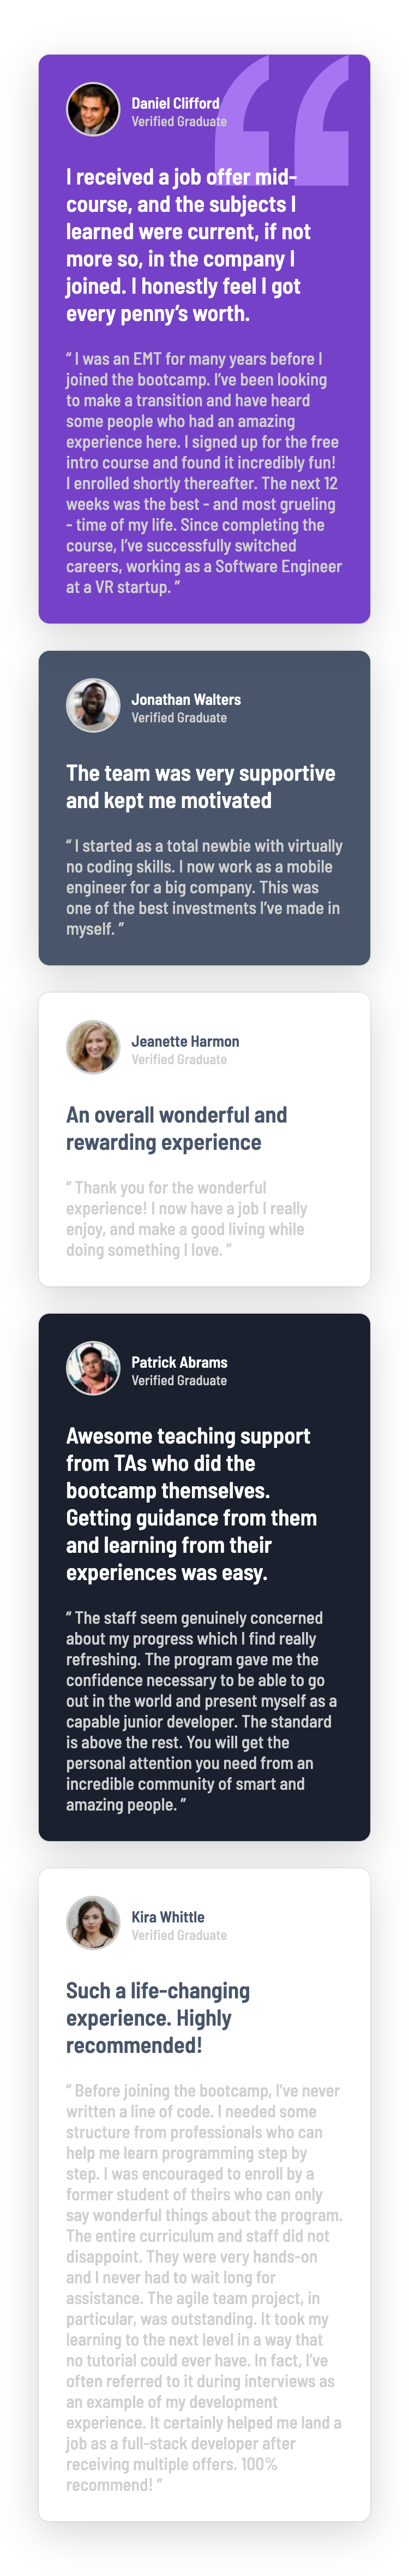 Daniel Clifford
Verified Graduate
I received a job offer mid-
course, and the subjects I
learned were current, if not
more so, in the company I
joined. I honestly feel I got
every penny’s worth.
“ I was an EMT for many years before I
joined the bootcamp. I’ve been looking
to make a transition and have heard
some people who had an amazing
experience here. I signed up for the free
intro course and found it incredibly fun!
I enrolled shortly thereafter. The next 12
weeks was the best - and most grueling
- time of my life. Since completing the
course, I’ve successfully switched
careers, working as a Software Engineer
at a VR startup. ”
Jonathan Walters
Verified Graduate
The team was very supportive
and kept me motivated
“ I started as a total newbie with virtually
no coding skills. I now work as a mobile
engineer for a big company. This was
one of the best investments I’ve made in
myself. ”
Jeanette Harmon
Verified Graduate
An overall wonderful and
rewarding experience
“ Thank you for the wonderful
experience! I now have a job I really
enjoy, and make a good living while
doing something I love. ”
Patrick Abrams
Verified Graduate
Awesome teaching support
from TAs who did the
bootcamp themselves.
Getting guidance from them
and learning from their
experiences was easy.
“ The staff seem genuinely concerned
about my progress which I find really
refreshing. The program gave me the
confidence necessary to be able to go
out in the world and present myself as a
capable junior developer. The standard
is above the rest. You will get the
personal attention you need from an
incredible community of smart and
amazing people. ”
Kira Whittle
Verified Graduate
Such a life-changing
experience. Highly
recommended!
“ Before joining the bootcamp, I’ve never
written a line of code. I needed some
structure from professionals who can
help me learn programming step by
step. I was encouraged to enroll by a
former student of theirs who can only
say wonderful things about the program.
The entire curriculum and staff did not
disappoint. They were very hands-on
and I never had to wait long for
assistance. The agile team project, in
particular, was outstanding. It took my
learning to the next level in a way that
no tutorial could ever have. In fact, I’ve
often referred to it during interviews as
an example of my development
experience. It certainly helped me land a
job as a full-stack developer after
receiving multiple offers. 100%
recommend! ”